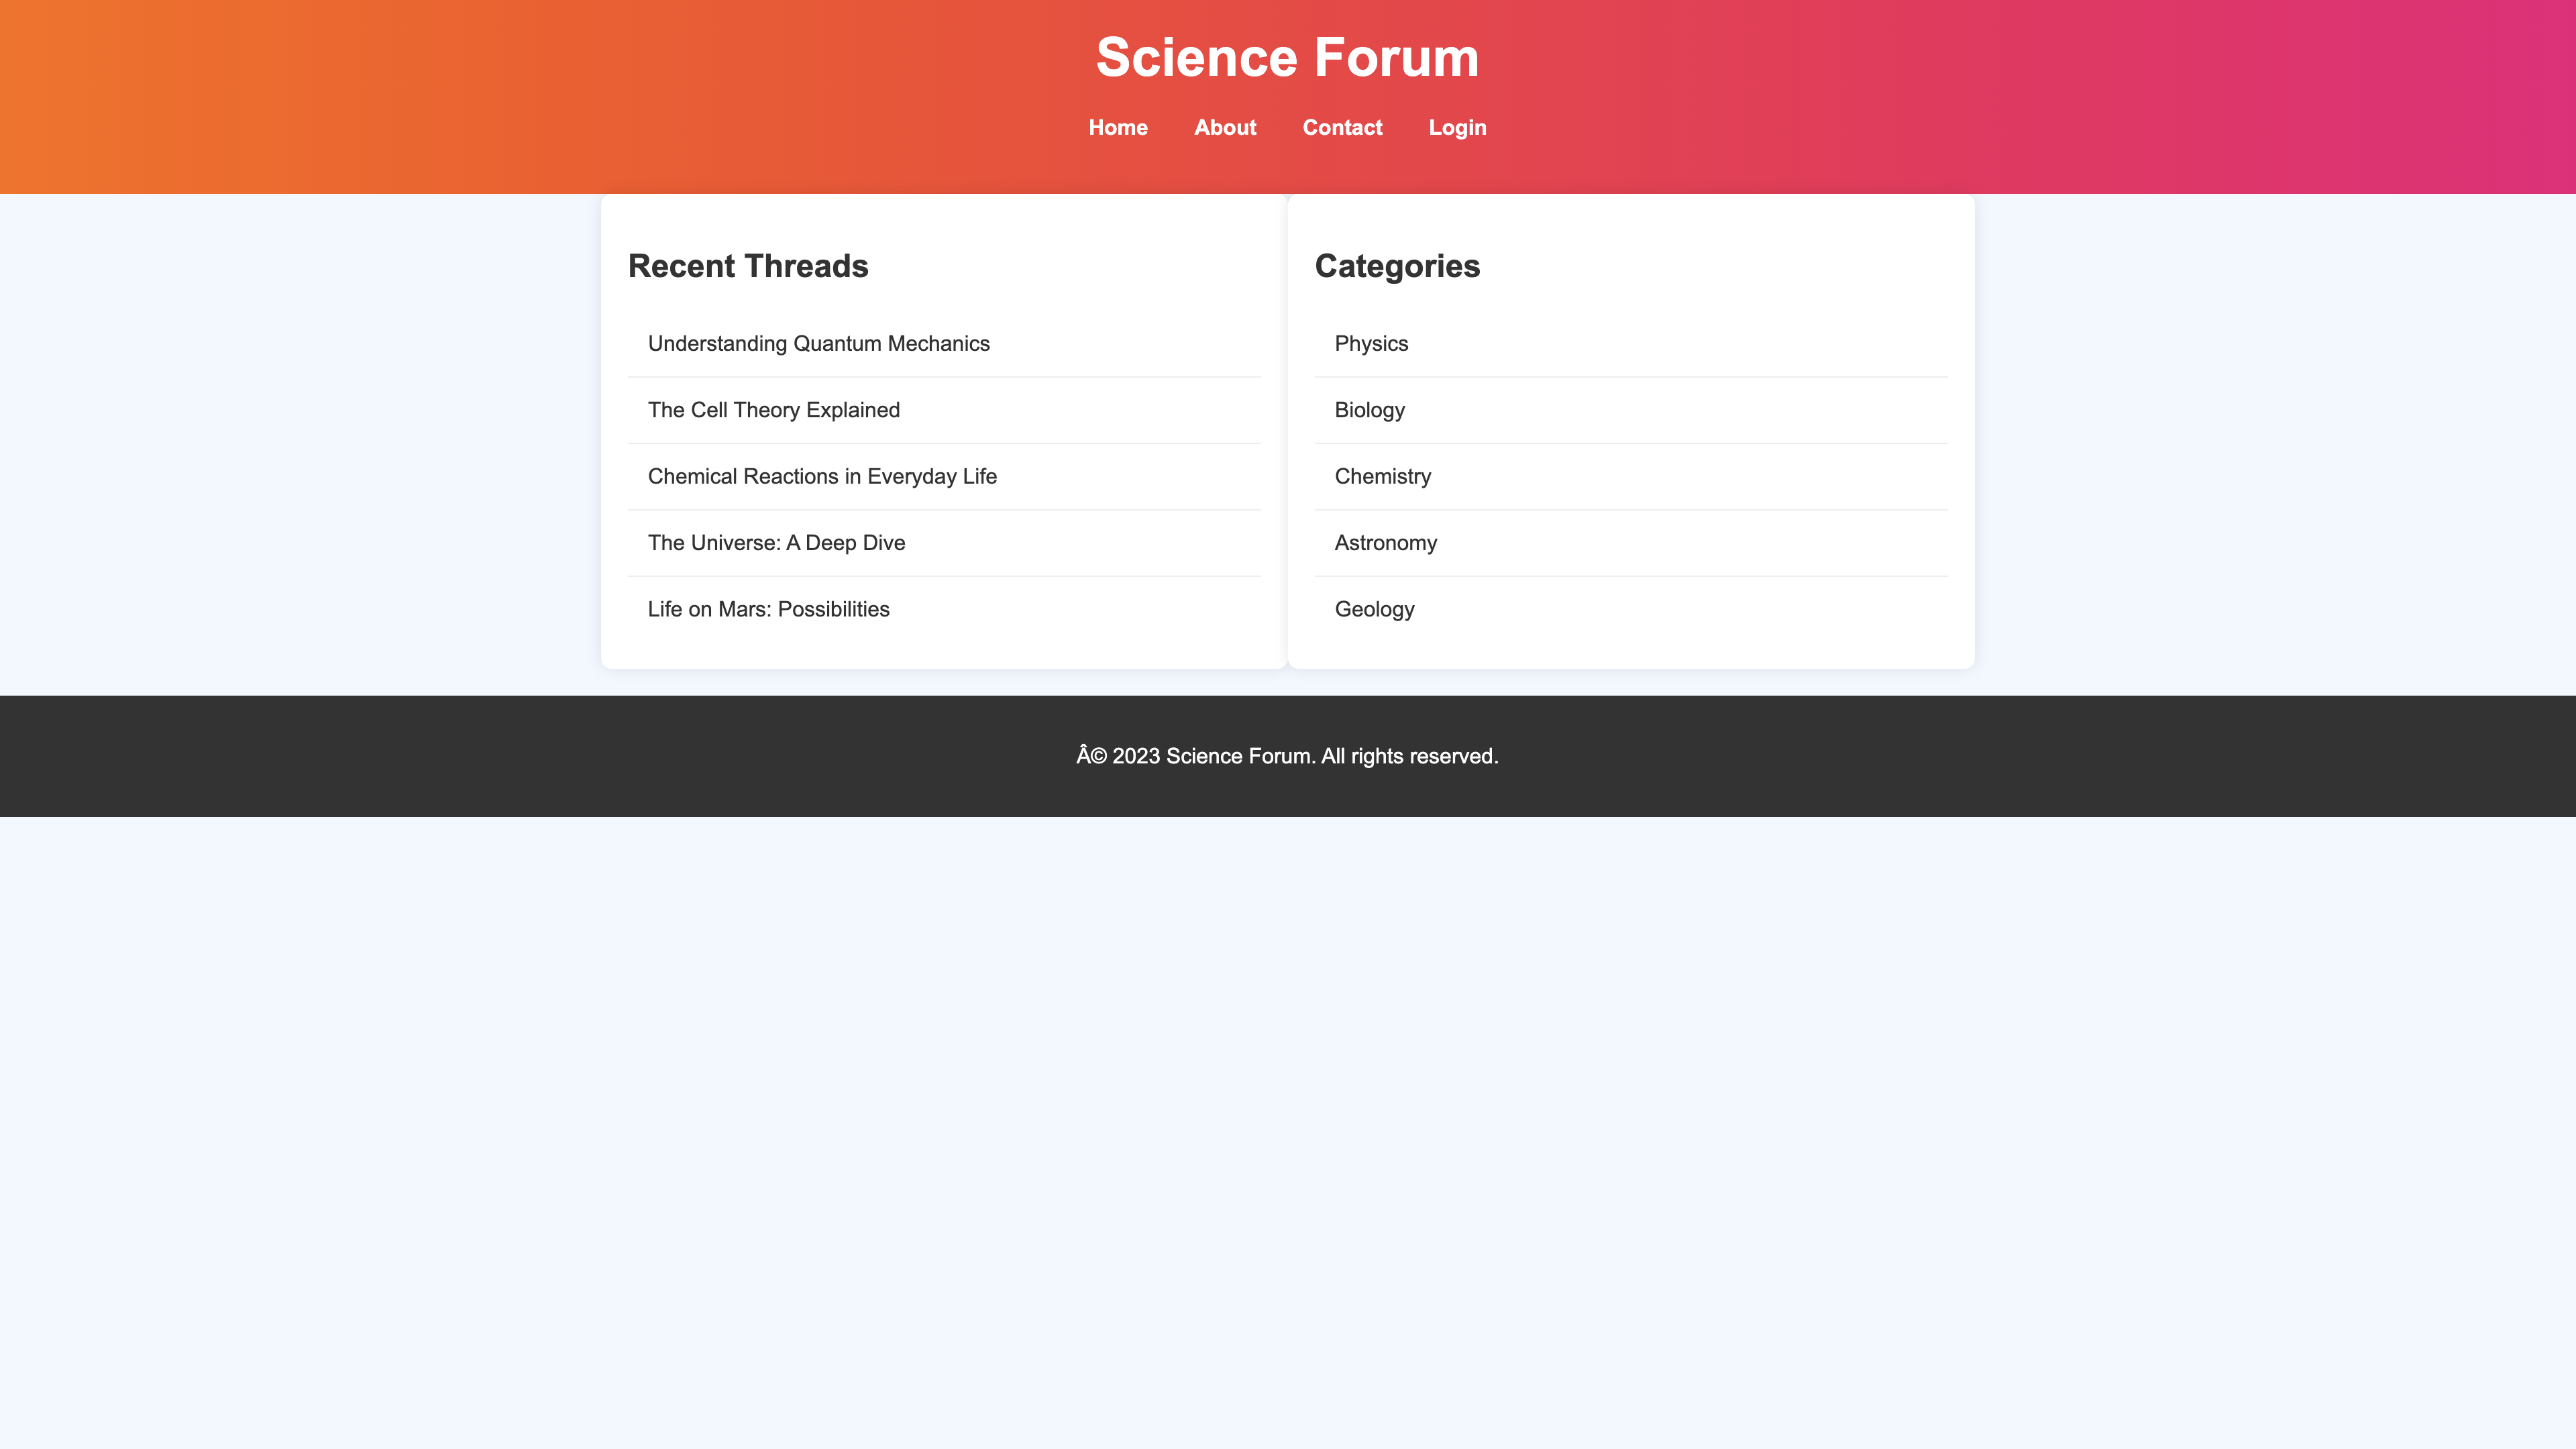 Science Forum
Home About Contact Login
Recent Threads
Understanding Quantum Mechanics
The Cell Theory Explained
Chemical Reactions in Everyday Life
The Universe: A Deep Dive
Life on Mars: Possibilities
Categories
Physics
Biology
Chemistry
Astronomy
Geology
Â© 2023 Science Forum. All rights reserved.